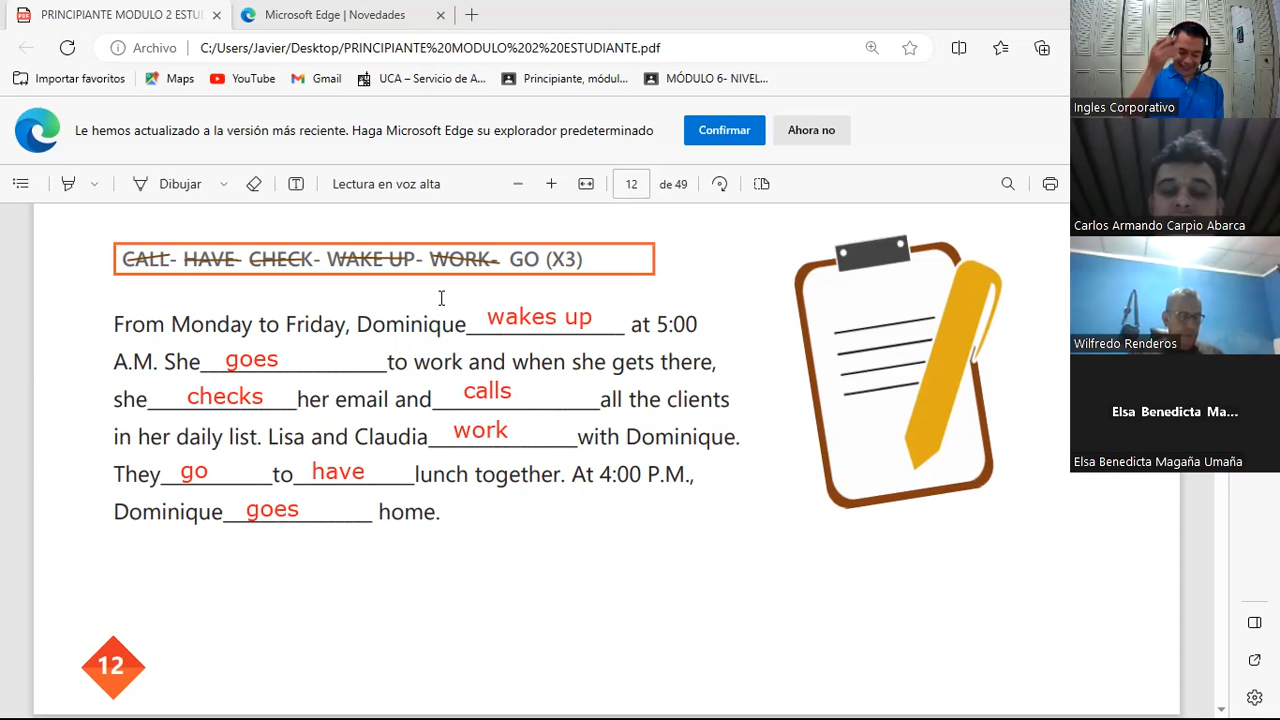 PRINCIPIANTE MODULO 2 ESTUD
Microsoft Edge | Novedades
Archivo C:/Users/Javier/Desktop/PRINCIPIANTE%20MODULO%202%20ESTUDIANTE.pdf
Importar favoritos Maps YouTube Gmail UCA – Servicio de A... Principiante, módul... MÓDULO 6- NIVEL...
Le hemos actualizado a la versión más reciente. Haga Microsoft Edge su explorador predeterminado Confirmar Ahora no
Dibujar Lectura en voz alta 12 de 49
CALL- HAVE- CHECK- WAKE UP- WORK- GO (X3)
From Monday to Friday, Dominique wakes up at 5:00
A.M. She goes to work and when she gets there,
she checks her email and calls all the clients
in her daily list. Lisa and Claudia work with Dominique.
They go to have lunch together. At 4:00 P.M.,
Dominique goes home.
12
Ingles Corporativo
Carlos Armando Carpio Abarca
Wilfredo Renderos
Elsa Benedicta Ma...
Elsa Benedicta Magaña Umaña